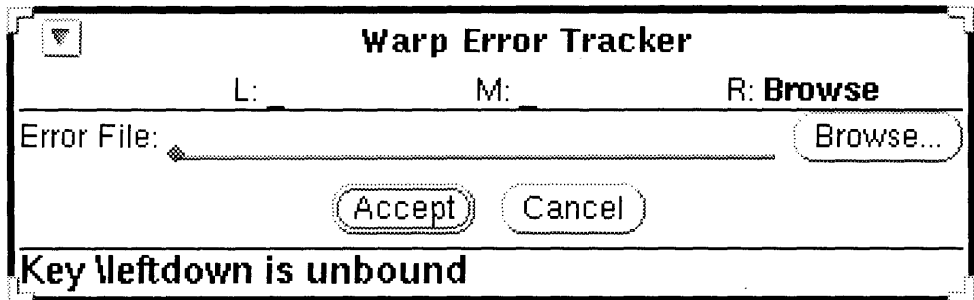 Warp Error Tracker
L: _ M: _ R: Browse
Error File: Browse...
Accept Cancel
Key \leftdown is unbound